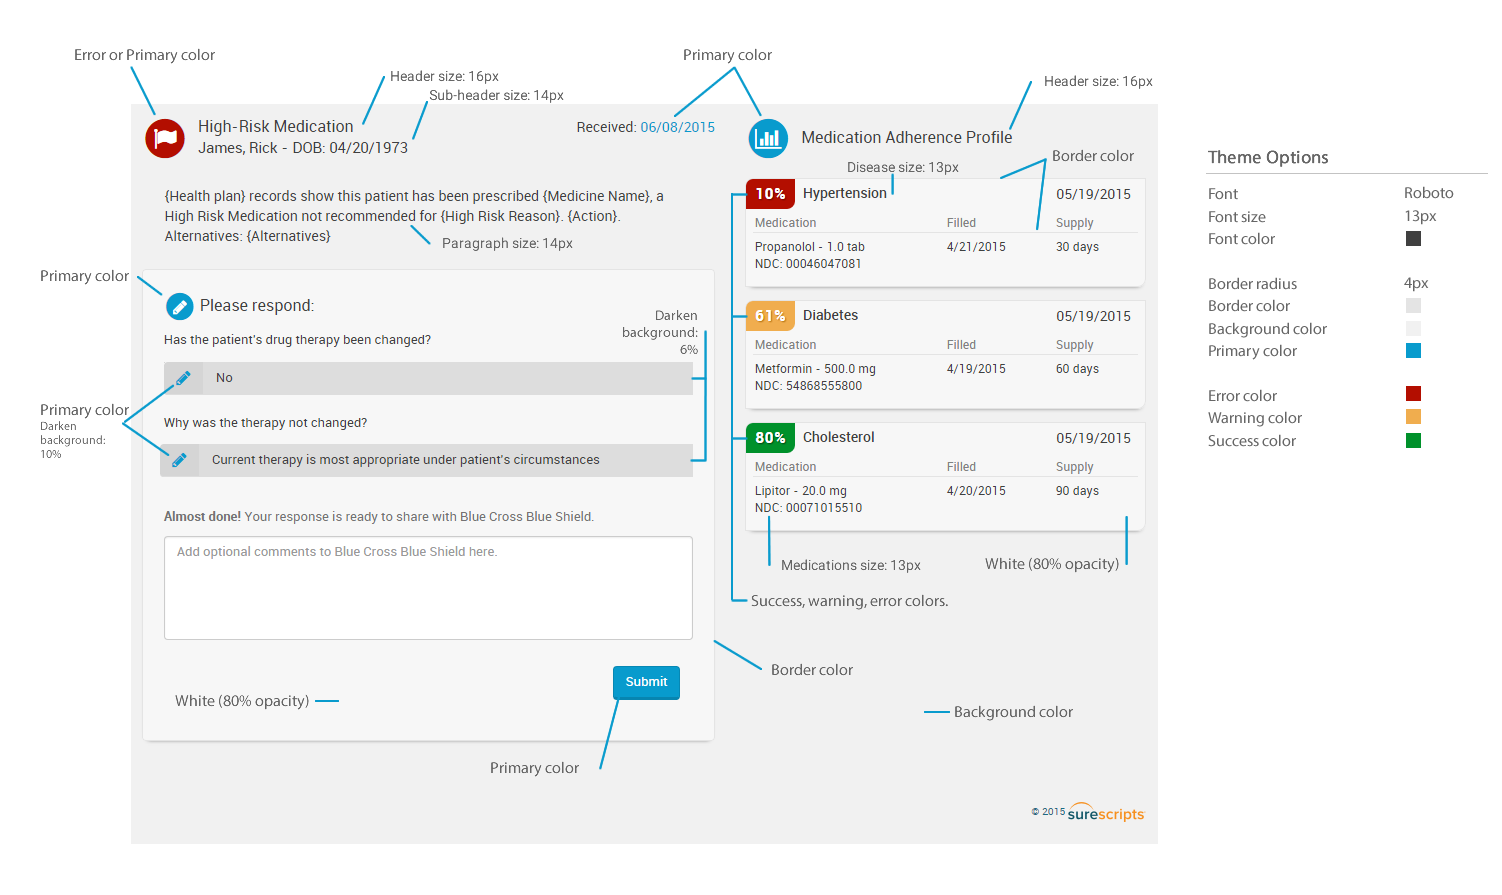 Error or Primary color
Primary color
Header size: 16px
Sub-header size: 14px
Header size: 16px
High-Risk Medication
James, Rick - DOB: 04/20/1973
Received: 06/08/2015
{Health plan} records show this patient has been prescribed {Medicine Name}, a
High Risk Medication not recommended for {High Risk Reason}. {Action}.
Alternatives: {Alternatives}
Paragraph size: 14px
Primary color
Please respond:
Darken
background:
6%
Has the patient's drug therapy been changed?
No
Primary color
Darken
background:
10%
Why was the therapy not changed?
Current therapy is most appropriate under patient's circumstances
Almost done! Your response is ready to share with Blue Cross Blue Shield.
Add optional comments to Blue Cross Blue Shield here.
Submit
White (80% opacity)
Primary color
Border color
Medication Adherence Profile
Border color
Disease size: 13px
10% Hypertension 05/19/2015
Medication Filled Supply
Propanolol - 1.0 tab 4/21/2015 30 days
NDC: 00046047081
61% Diabetes 05/19/2015
Medication Filled Supply
Metformin - 500.0 mg 4/19/2015 60 days
NDC: 54868555800
80% Cholesterol 05/19/2015
Medication Filled Supply
Lipitor - 20.0 mg 4/20/2015 90 days
NDC: 00071015510
Medications size: 13px
White (80% opacity)
Success, warning, error colors.
Background color
© 2015 surescripts
Theme Options
Font Roboto
Font size 13px
Font color
Border radius 4px
Border color
Background color
Primary color
Error color
Warning color
Success color